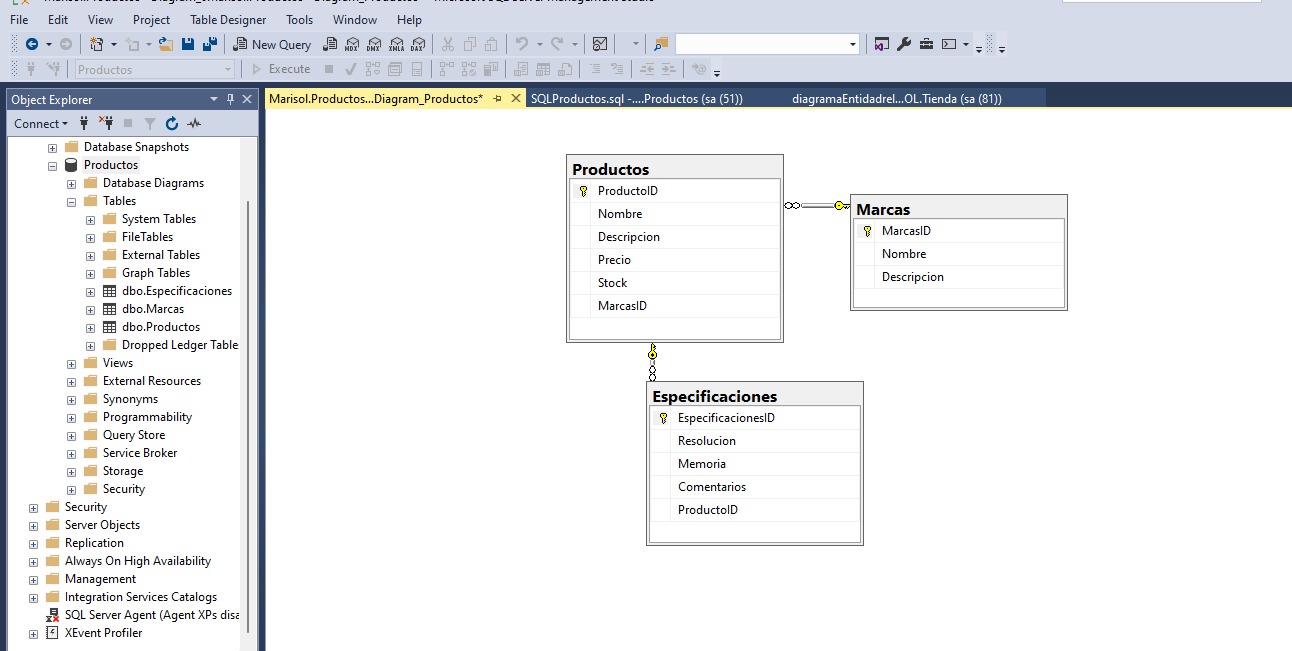 File Edit View Project Table Designer Tools Window Help
New Query MDX DMX XMLA DAX
Productos Execute
Object Explorer
Marisol.Productos...Diagram_Productos* SQLProductos.sql -....Productos (sa (51)) diagramaEntidadrel...OL.Tienda (sa (81))
Connect
Database Snapshots
Productos
Database Diagrams
Tables
System Tables
FileTables
External Tables
Graph Tables
dbo.Especificaciones
dbo.Marcas
dbo.Productos
Dropped Ledger Table
Views
External Resources
Synonyms
Programmability
Query Store
Service Broker
Storage
Security
Security
Server Objects
Replication
Always On High Availability
Management
Integration Services Catalogs
SQL Server Agent (Agent XPs disa
XEvent Profiler
Productos
ProductoID
Nombre
Descripcion
Precio
Stock
MarcasID
Marcas
MarcasID
Nombre
Descripcion
Especificaciones
EspecificacionesID
Resolucion
Memoria
Comentarios
ProductoID